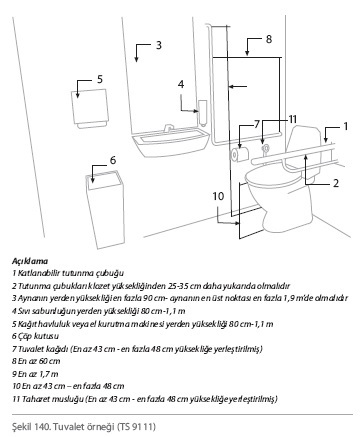 8
3
1
5
4
7
11
6
2
10
Açıklama
1 Katlanabilir tutunma çubuğu
2 Tutunma çubukları klozet yüksekliğinden 25-35 cm daha yukarıda olmalıdır
3 Aynanın yerden yüksekliği en fazla 90 cm- aynanın en üst noktası en fazla 1,9 m'de olmalıdır
4 Sıvı sabunluğun yerden yüksekliği 80 cm-1,1 m
5 Kağıt havluluk veya el kurutma makinesi yerden yüksekliği 80 cm-1,1 m
6 Çöp kutusu
7 Tuvalet kağıdı (En az 43 cm - en fazla 48 cm yüksekliğe yerleştirilmiş)
8 En az 60 cm
9 En az 1,7 m
10 En az 43 cm – en fazla 48 cm
11 Taharet musluğu (En az 43 cm - en fazla 48 cm yüksekliğe yerleştirilmiş)
Şekil 140. Tuvalet örneği (TS 9111)